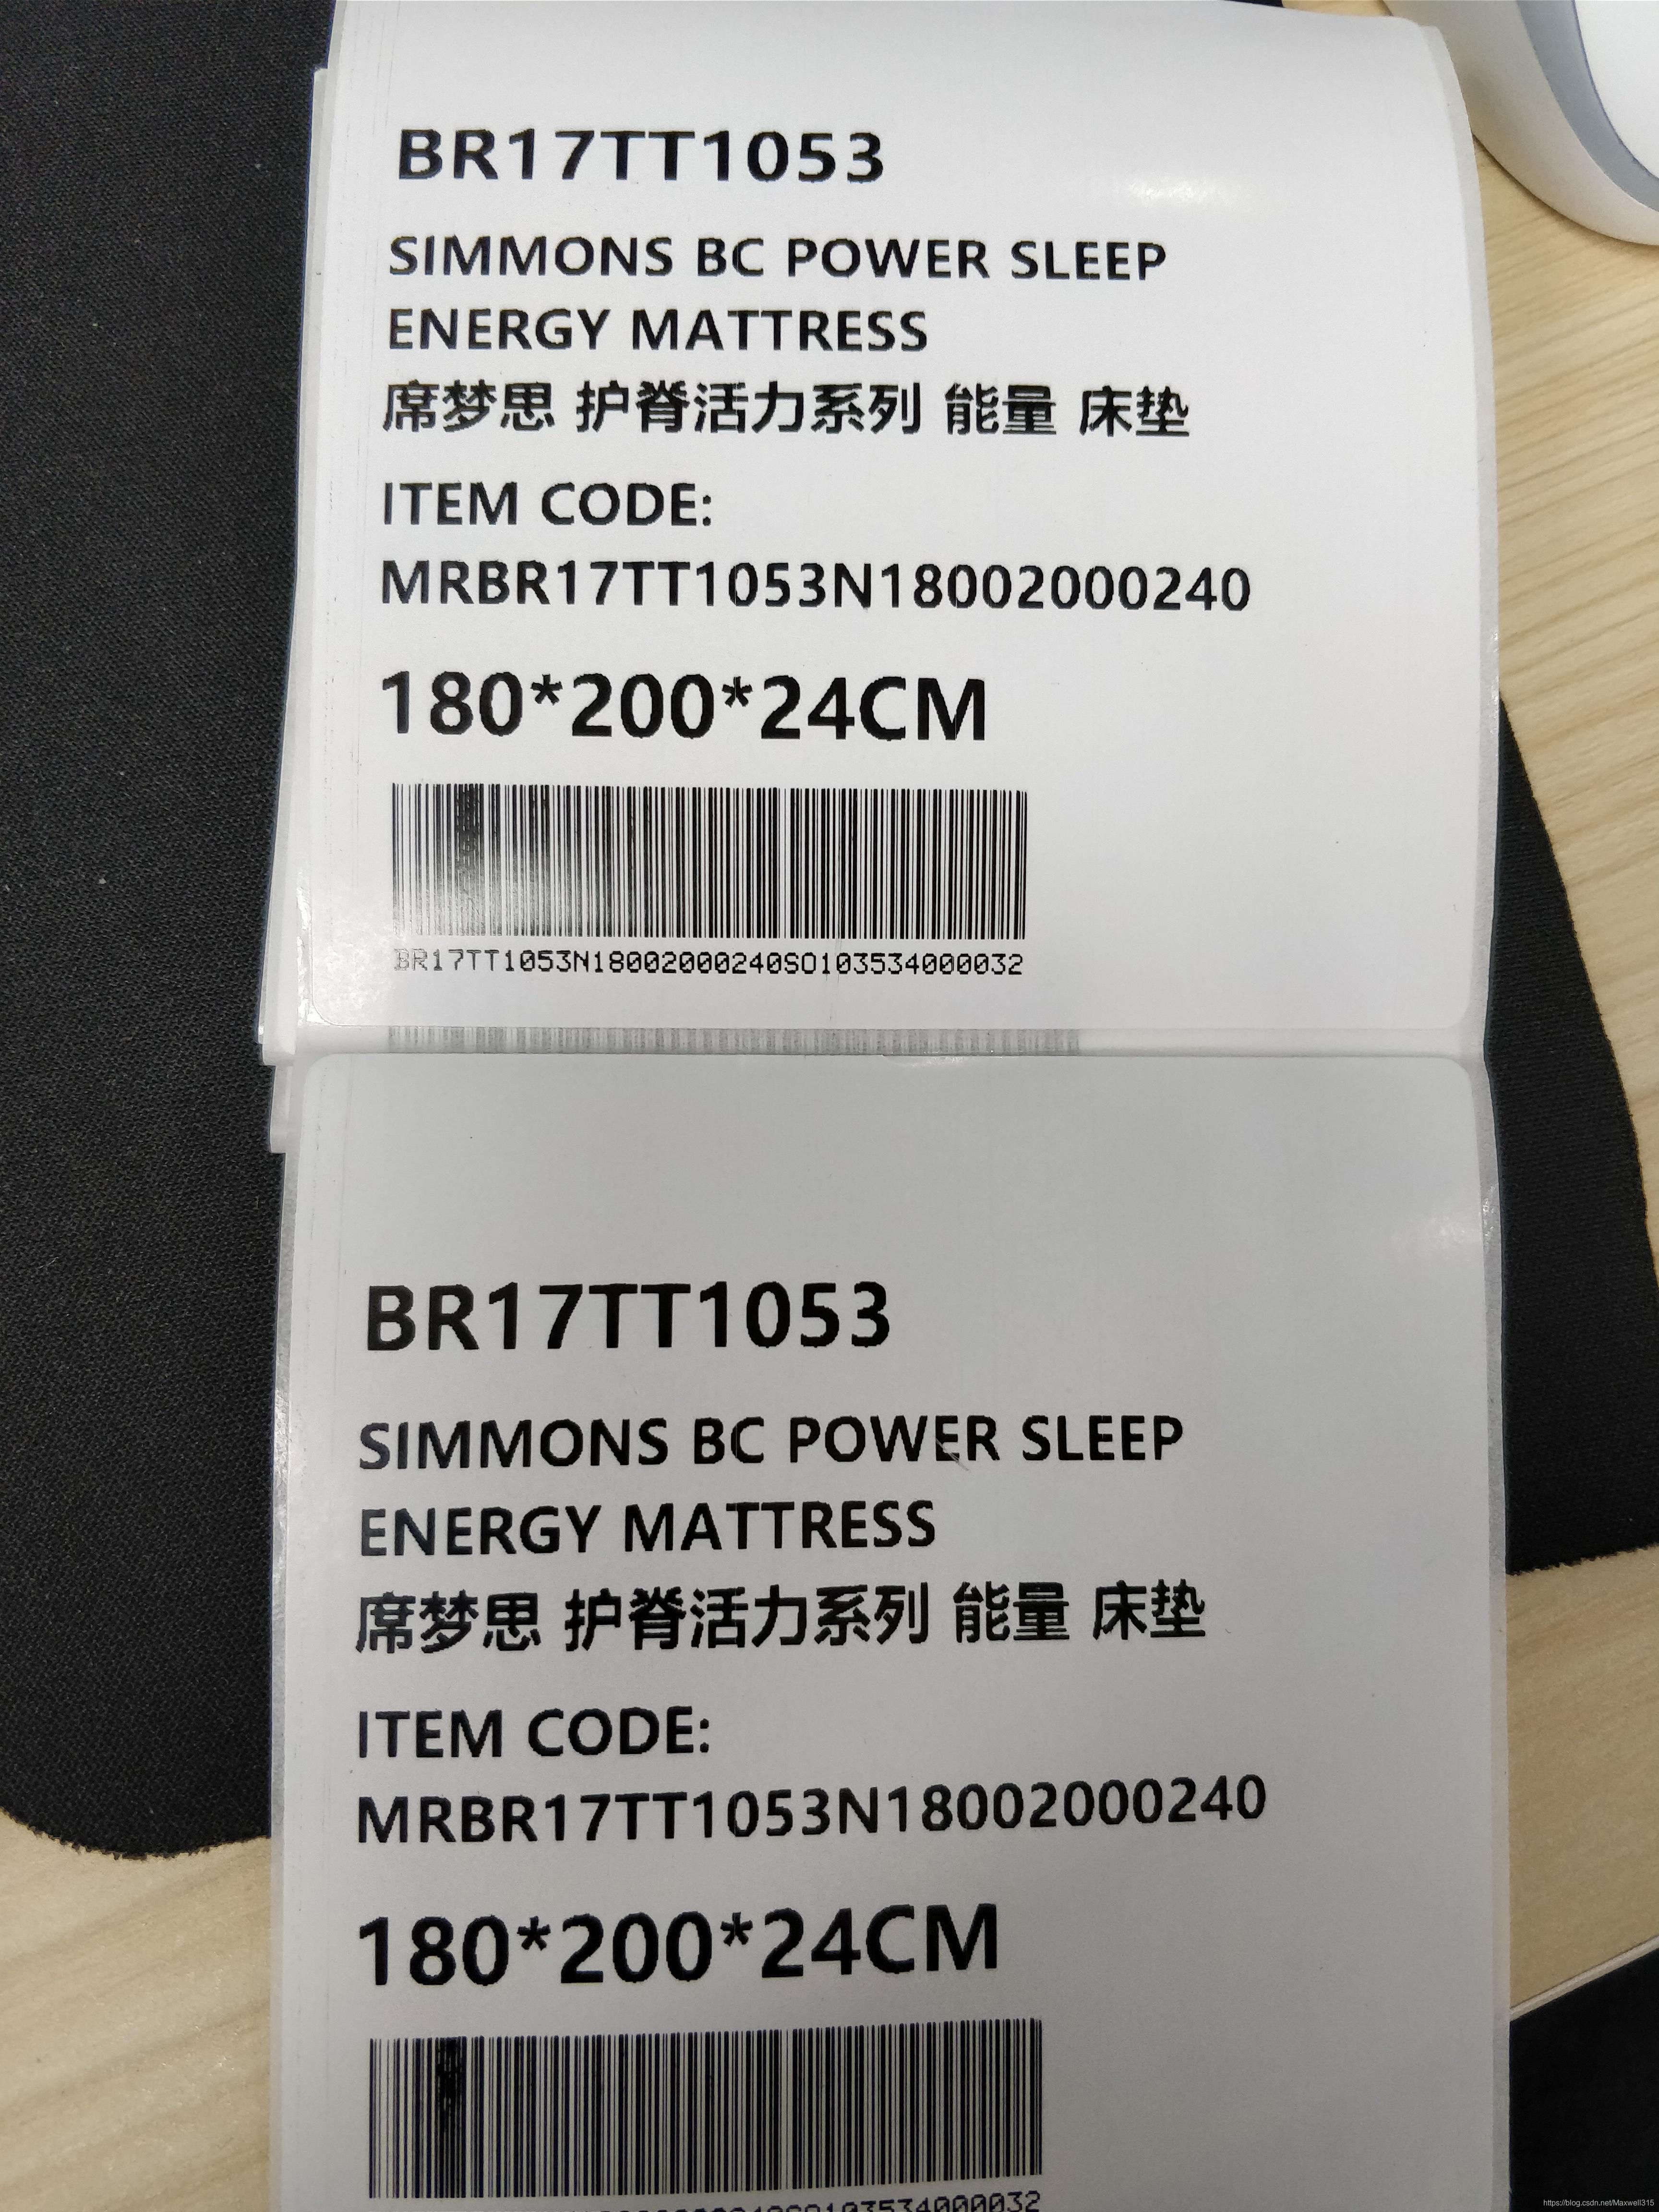 BR17TT1053
SIMMONS BC POWER SLEEP
ENERGY MATTRESS
席梦思 护脊活力系列 能量 床垫
ITEM CODE:
MRBR17TT1053N18002000240
180*200*24CM
BR17TT1053N18002000240SO103534000032
BR17TT1053
SIMMONS BC POWER SLEEP
ENERGY MATTRESS
席梦思 护脊活力系列 能量 床垫
ITEM CODE:
MRBR17TT1053N18002000240
180*200*24CM
103534000032
https://blog.csdn.net/Maxwell315